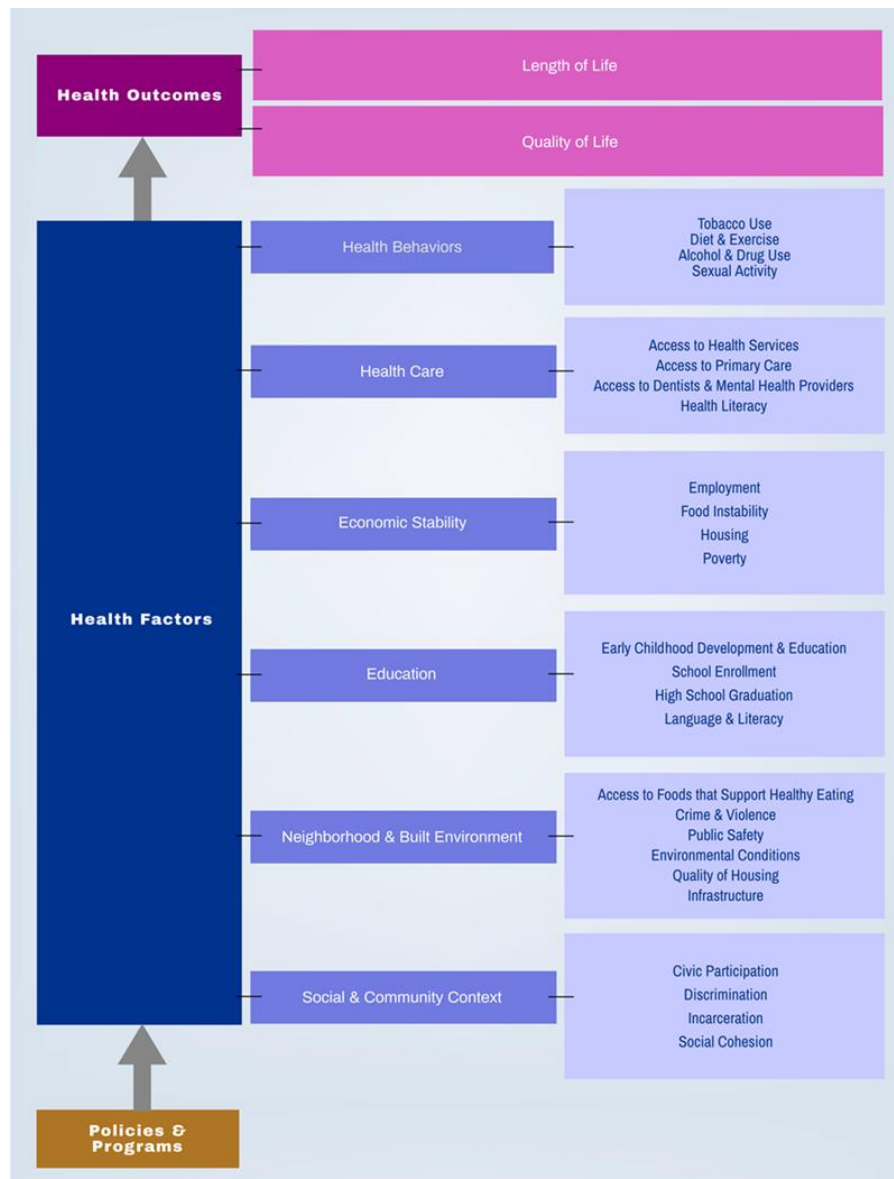 Health Outcomes
Length of Life
Quality of Life
Health Factors
Health Behaviors
Tobacco Use
Diet & Exercise
Alcohol & Drug Use
Sexual Activity
Health Care
Access to Health Services
Access to Primary Care
Access to Dentists & Mental Health Providers
Health Literacy
Economic Stability
Employment
Food Instability
Housing
Poverty
Education
Early Childhood Development & Education
School Enrollment
High School Graduation
Language & Literacy
Neighborhood & Built Environment
Access to Foods that Support Healthy Eating
Crime & Violence
Public Safety
Environmental Conditions
Quality of Housing
Infrastructure
Social & Community Context
Civic Participation
Discrimination
Incarceration
Social Cohesion
Policies &
Programs